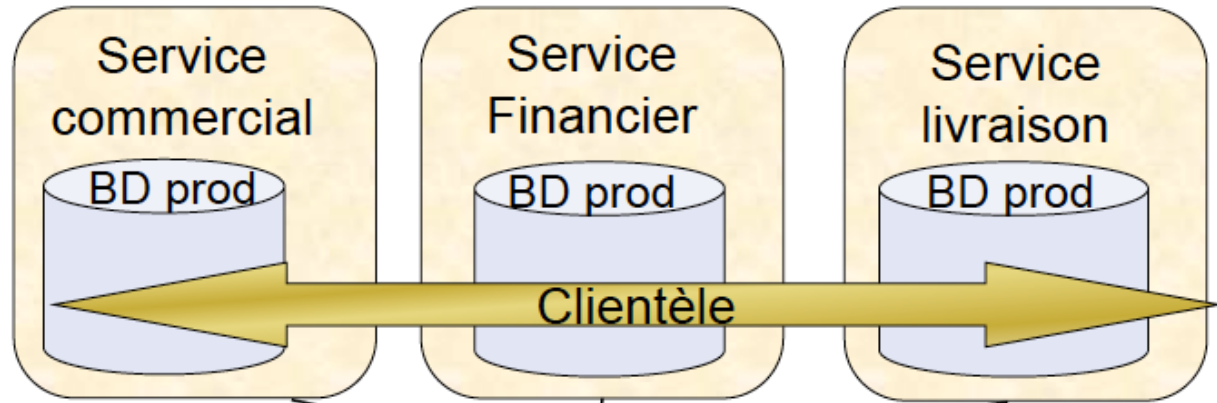 Service
commercial
BD prod
Service
Financier
BD prod
Service
livraison
BD prod
Clientèle